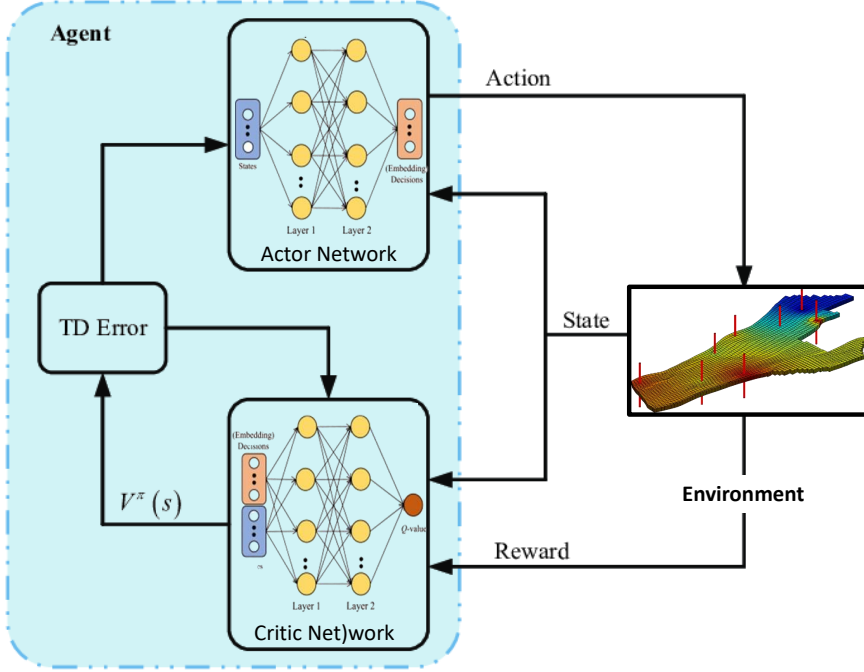 Agent
Action
States
(Embedding)
Decisions
Layer 1
Layer 2
Actor Network
TD Error
State
(Embedding)
Decisions
V^π (s)
Q-value
Environment
Reward
Layer 1
Layer 2
Critic Net)work